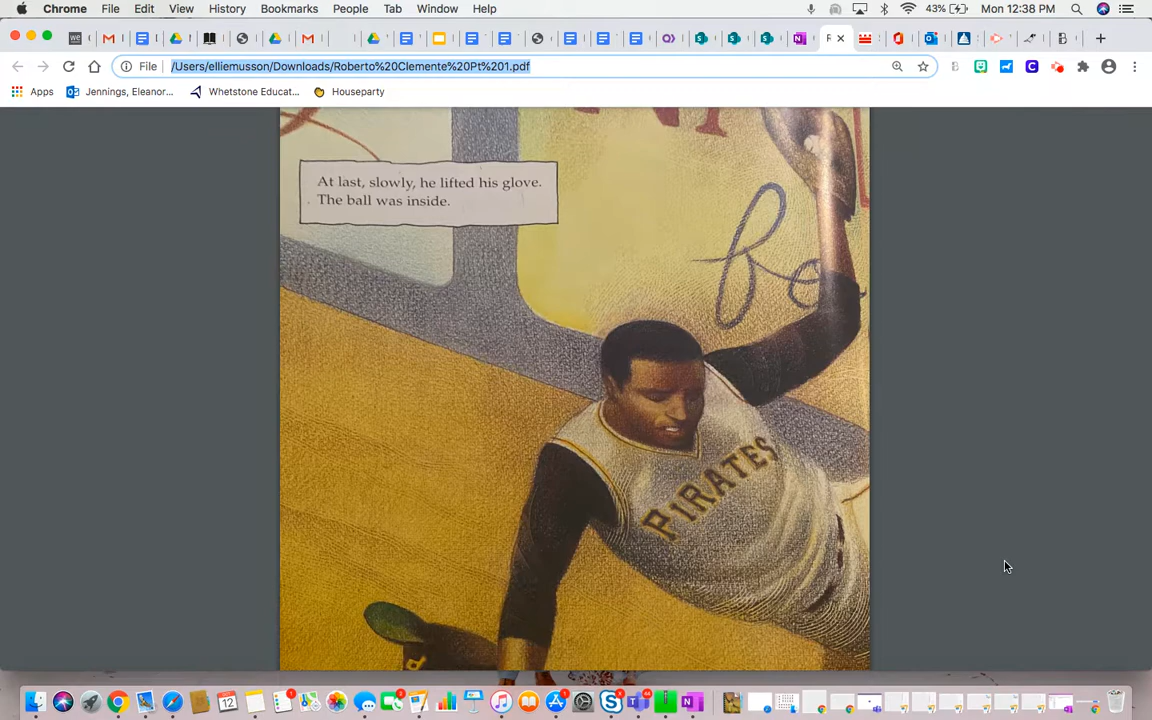 Chrome File Edit View History Bookmarks People Tab Window Help 43% Mon 12:38 PM
File /Users/elliemusson/Downloads/Roberto%20Clemente%20Pt%201.pdf
Apps Jennings, Eleanor... Whetstone Educat... Houseparty
At last, slowly, he lifted his glove.
The ball was inside.
fo
PIRATES